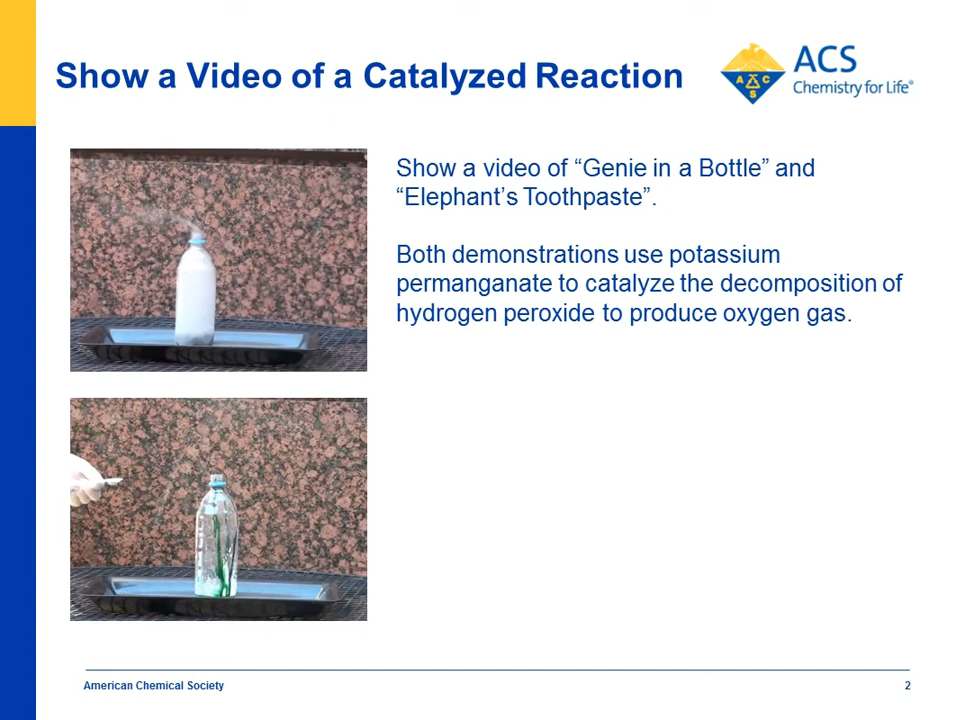 Show a Video of a Catalyzed Reaction
A C
S
ACS
Chemistry for Life®
Show a video of “Genie in a Bottle” and
“Elephant’s Toothpaste”.
Both demonstrations use potassium
permanganate to catalyze the decomposition of
hydrogen peroxide to produce oxygen gas.
American Chemical Society
2